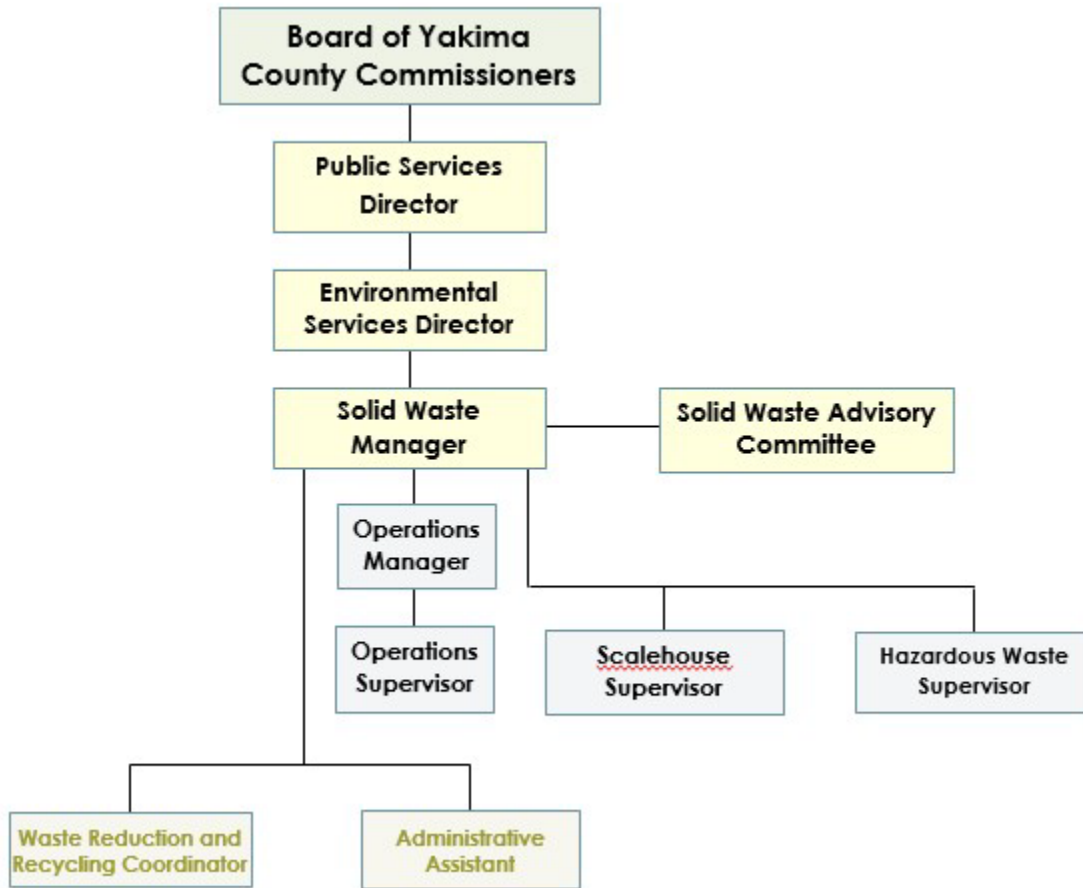 Board of Yakima
County Commissioners
Public Services
Director
Environmental
Services Director
Solid Waste
Manager
Solid Waste Advisory
Committee
Operations
Manager
Operations
Supervisor
Scalehouse
Supervisor
Hazardous Waste
Supervisor
Waste Reduction and
Recycling Coordinator
Administrative
Assistant